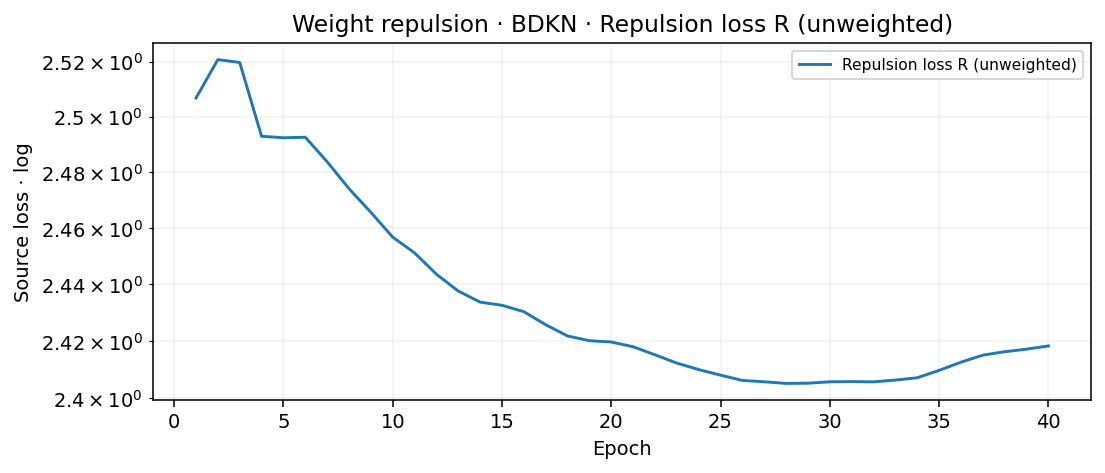 Weight repulsion · BDKN · Repulsion loss R (unweighted)
Repulsion loss R (unweighted)
Source loss · log
2.52 × 10⁰
2.5 × 10⁰
2.48 × 10⁰
2.46 × 10⁰
2.44 × 10⁰
2.42 × 10⁰
2.4 × 10⁰
0 5 10 15 20 25 30 35 40
Epoch